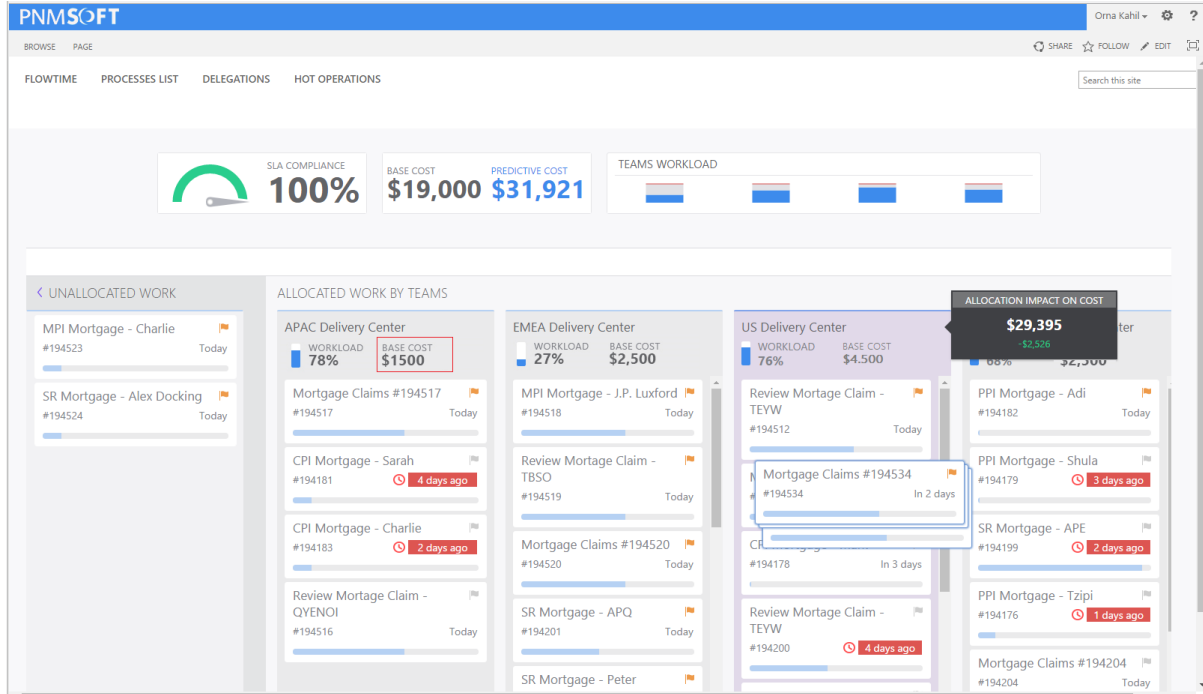 PNMSOFT
Orna Kahil
?
BROWSE PAGE
SHARE FOLLOW EDIT
FLOWTIME PROCESSES LIST DELEGATIONS HOT OPERATIONS
Search this site
SLA COMPLIANCE
100%
BASE COST
$19,000
PREDICTIVE COST
$31,921
TEAMS WORKLOAD
UNALLOCATED WORK
MPI Mortgage - Charlie
#194523 Today
SR Mortgage - Alex Docking
#194524 Today
ALLOCATED WORK BY TEAMS
APAC Delivery Center
WORKLOAD BASE COST
78% $1500
Mortgage Claims #194517
#194517 Today
CPI Mortgage - Sarah
#194181 4 days ago
CPI Mortgage - Charlie
#194183 2 days ago
Review Mortage Claim -
QYENOI
#194516 Today
EMEA Delivery Center
WORKLOAD BASE COST
27% $2,500
MPI Mortgage - J.P. Luxford
#194518 Today
Review Mortage Claim -
TBSO
#194519 Today
Mortgage Claims #194520
#194520 Today
SR Mortgage - APQ
#194201 Today
SR Mortgage - Peter
US Delivery Center
WORKLOAD BASE COST
76% $4.500
Review Mortage Claim -
TEYW
#194512 Today
Mortgage Claims #194534
#194534 In 2 days
#194178 In 3 days
Review Mortage Claim -
TEYW
#194200 4 days ago
ALLOCATION IMPACT ON COST
$29,395
-$2,526
68% $2,500
PPI Mortgage - Adi
#194182 Today
PPI Mortgage - Shula
#194179 3 days ago
SR Mortgage - APE
#194199 2 days ago
PPI Mortgage - Tzipi
#194176 1 days ago
Mortgage Claims #194204
#194204 Today